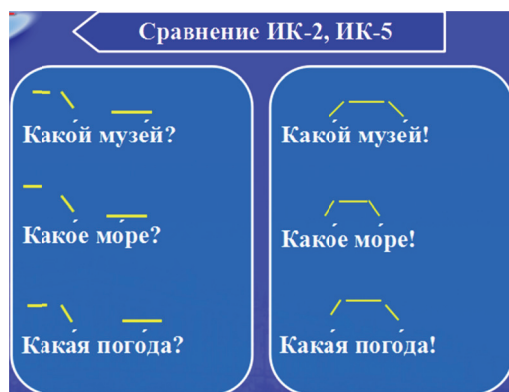 Сравнение ИК-2, ИК-5
Како́й музе́й?
Како́е мо́ре?
Кака́я пого́да?
Како́й музе́й!
Како́е мо́ре!
Кака́я пого́да!